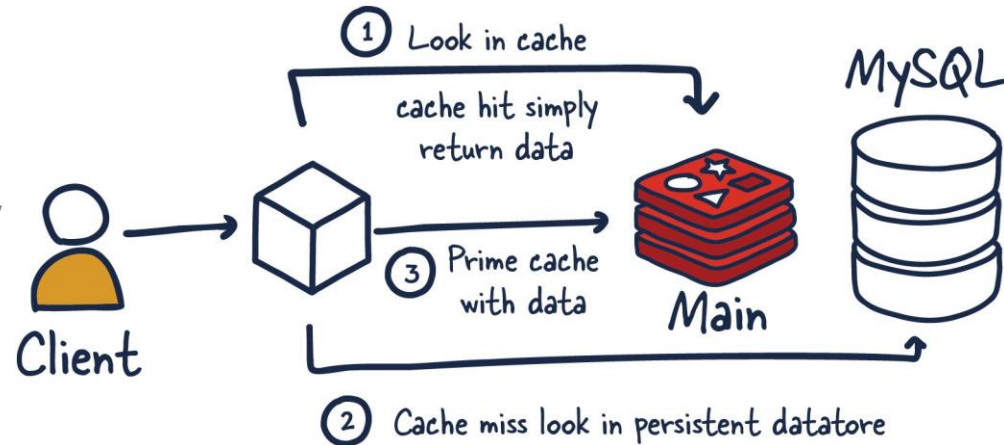 1 Look in cache
cache hit simply
return data
MySQL
3 Prime cache
with data
Main
Client
2 Cache miss look in persistent datatore